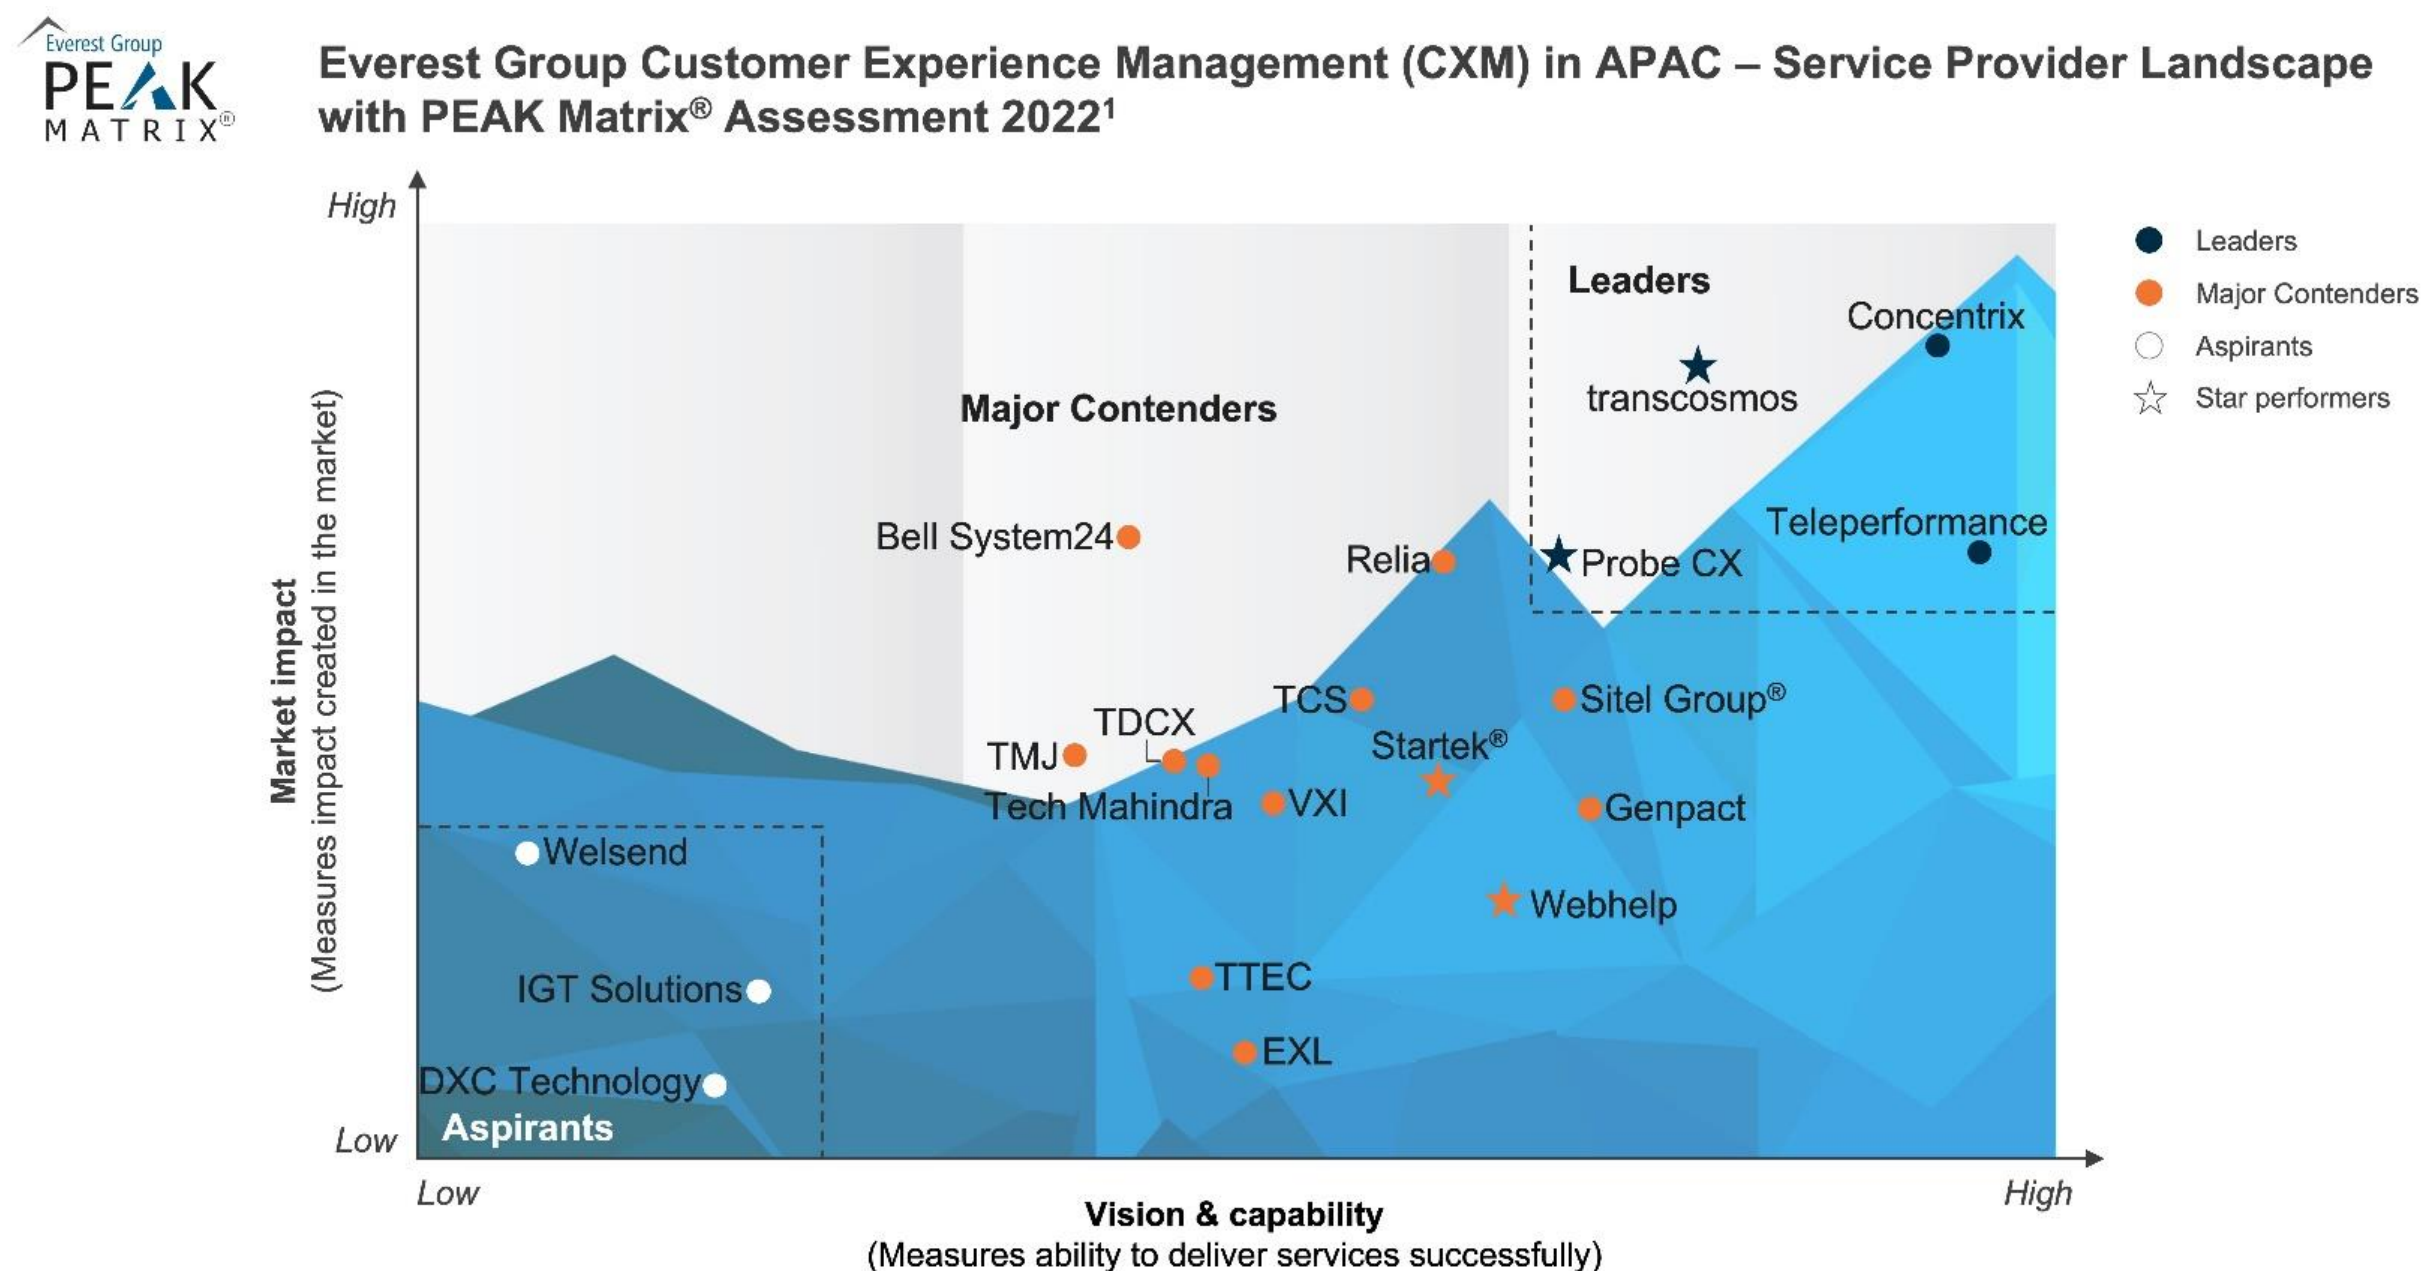 Everest Group
PEAK
MATRIX®
Everest Group Customer Experience Management (CXM) in APAC – Service Provider Landscape
with PEAK Matrix® Assessment 2022¹
High
Market impact
(Measures impact created in the market)
Low
Leaders
Concentrix
transcosmos
Major Contenders
Bell System24
Relia
Probe CX
Teleperformance
TCS
Sitel Group®
TDCX
Startek®
TMJ
Tech Mahindra
VXI
Genpact
Welsend
Webhelp
IGT Solutions
TTEC
EXL
DXC Technology
Aspirants
Low
High
Vision & capability
(Measures ability to deliver services successfully)
Leaders
Major Contenders
Aspirants
Star performers